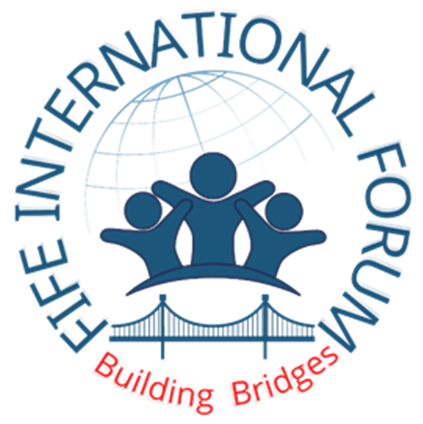 FIFE INTERNATIONAL FORUM
Building Bridges